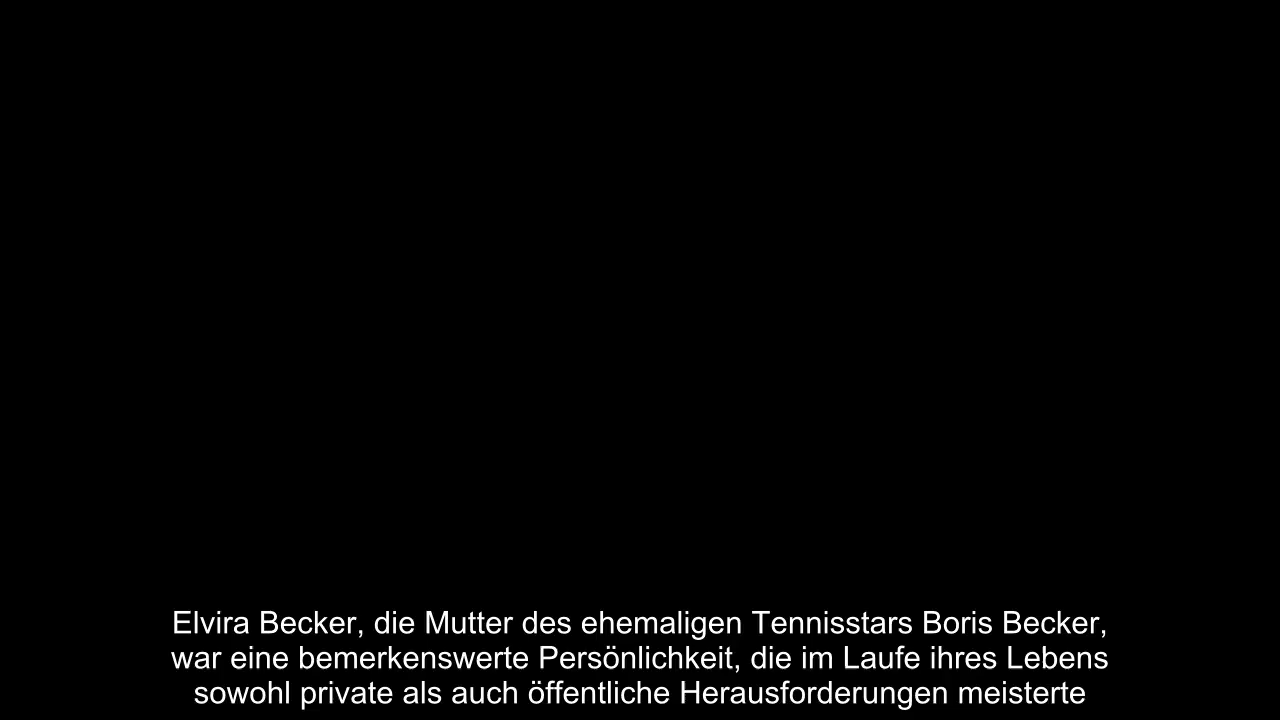 Elvira Becker, die Mutter des ehemaligen Tennisstars Boris Becker,
war eine bemerkenswerte Persönlichkeit, die im Laufe ihres Lebens
sowohl private als auch öffentliche Herausforderungen meisterte